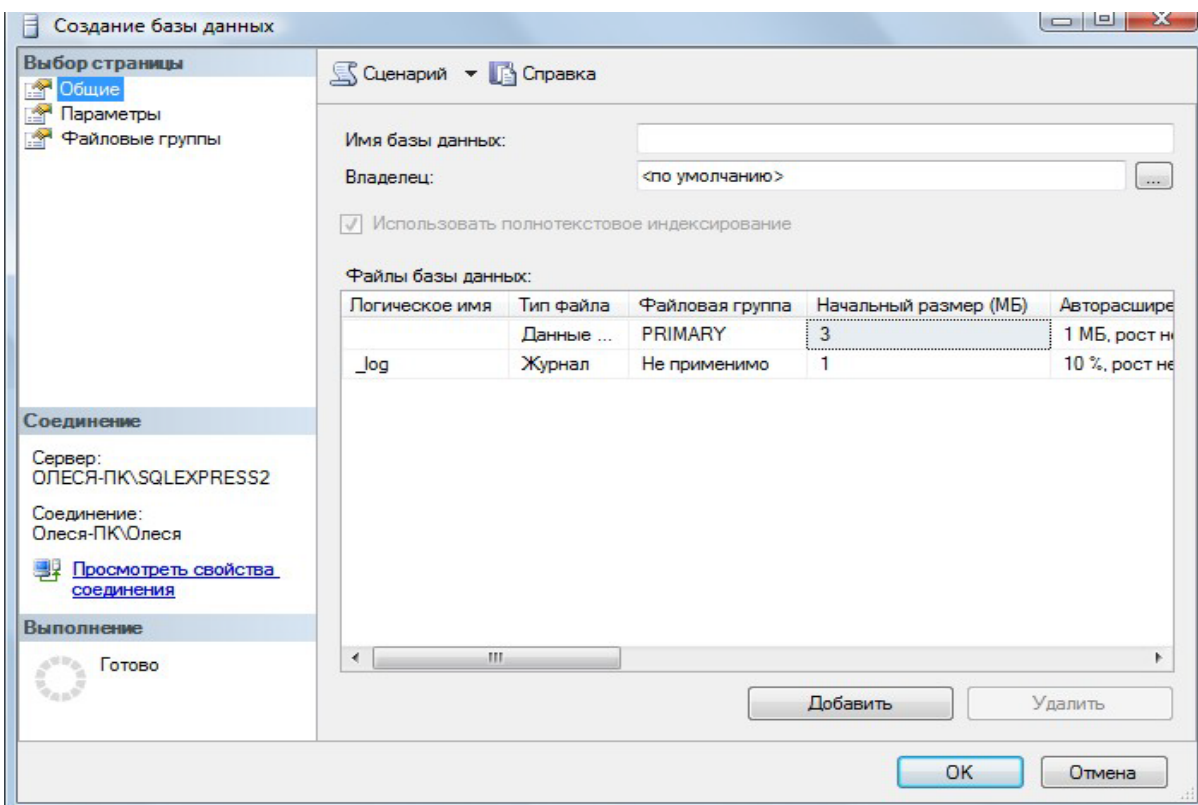 Создание базы данных
Выбор страницы
Общие
Параметры
Файловые группы
Сценарий
Справка
Имя базы данных:
Владелец:
<по умолчанию>
...
Использовать полнотекстовое индексирование
Файлы базы данных:
Логическое имя Тип файла Файловая группа Начальный размер (МБ) Авторасшире
Данные ... PRIMARY 3 1 МБ, рост н
_log Журнал Не применимо 1 10 %, рост не
Соединение
Сервер:
ОЛЕСЯ-ПК\SQLEXPRESS2
Соединение:
Олеся-ПК\Олеся
Просмотреть свойства
соединения
Выполнение
Готово
Добавить
Удалить
OK
Отмена